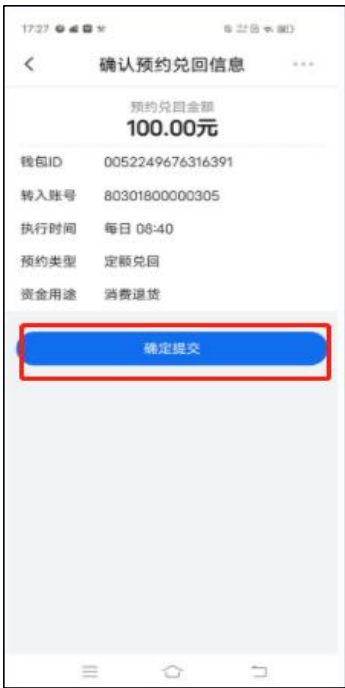 17:27
确认预约兑回信息
预约兑回金额
100.00元
钱包ID 0052249676316391
转入账号 80301800000305
执行时间 每日 08:40
预约类型 定额兑回
资金用途 消费退货
确定提交